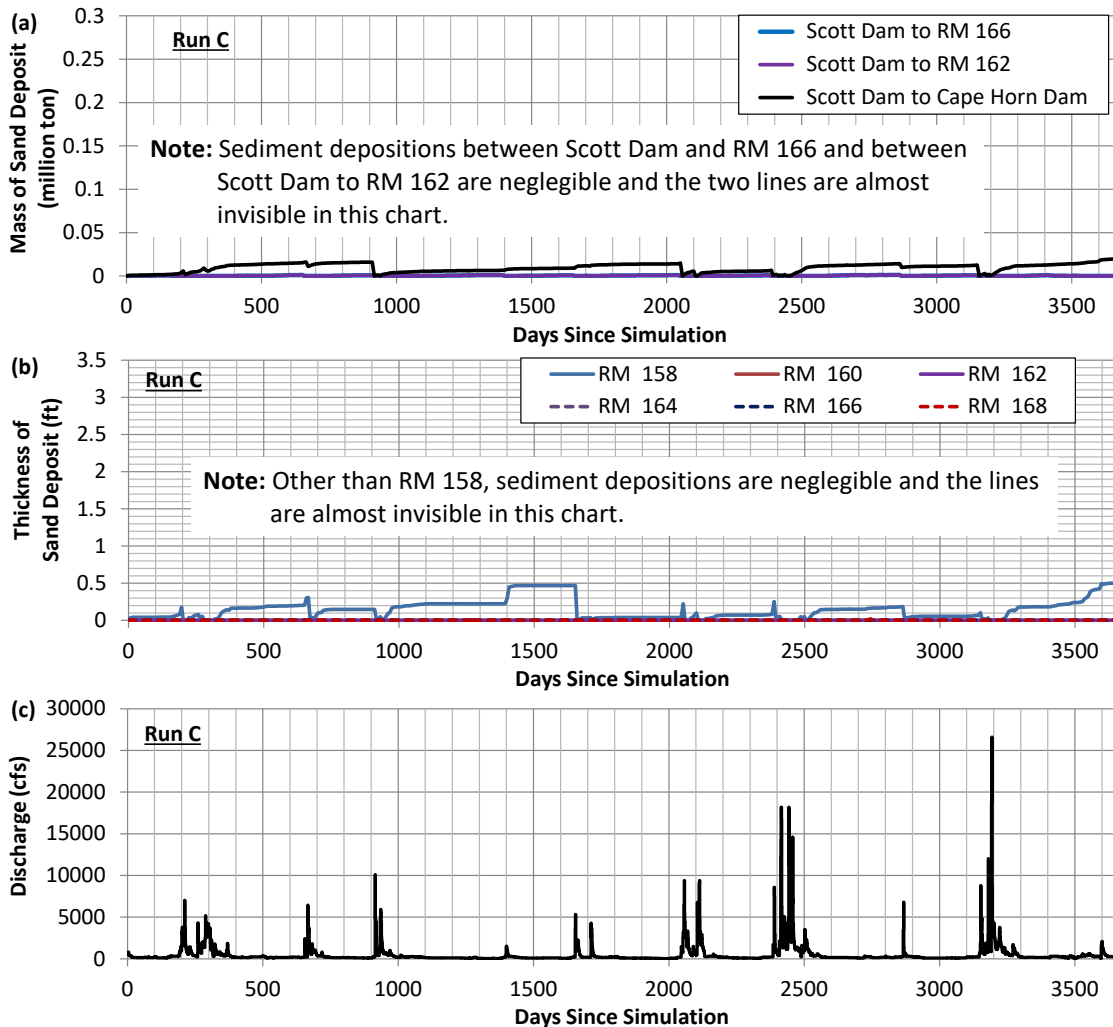 (a)
Run C
Scott Dam to RM 166
Scott Dam to RM 162
Scott Dam to Cape Horn Dam
Note: Sediment depositions between Scott Dam and RM 166 and between
Scott Dam to RM 162 are neglegible and the two lines are almost
invisible in this chart.
Mass of Sand Deposit
(million ton)
0.3
0.25
0.2
0.15
0.1
0.05
0
0 500 1000 1500 2000 2500 3000 3500
Days Since Simulation
(b)
Run C
RM 158 RM 160 RM 162
RM 164 RM 166 RM 168
Note: Other than RM 158, sediment depositions are neglegible and the lines
are almost invisible in this chart.
Thickness of
Sand Deposit (ft)
3.5
3
2.5
2
1.5
1
0.5
0
0 500 1000 1500 2000 2500 3000 3500
Days Since Simulation
(c)
Run C
Discharge (cfs)
30000
25000
20000
15000
10000
5000
0
0 500 1000 1500 2000 2500 3000 3500
Days Since Simulation